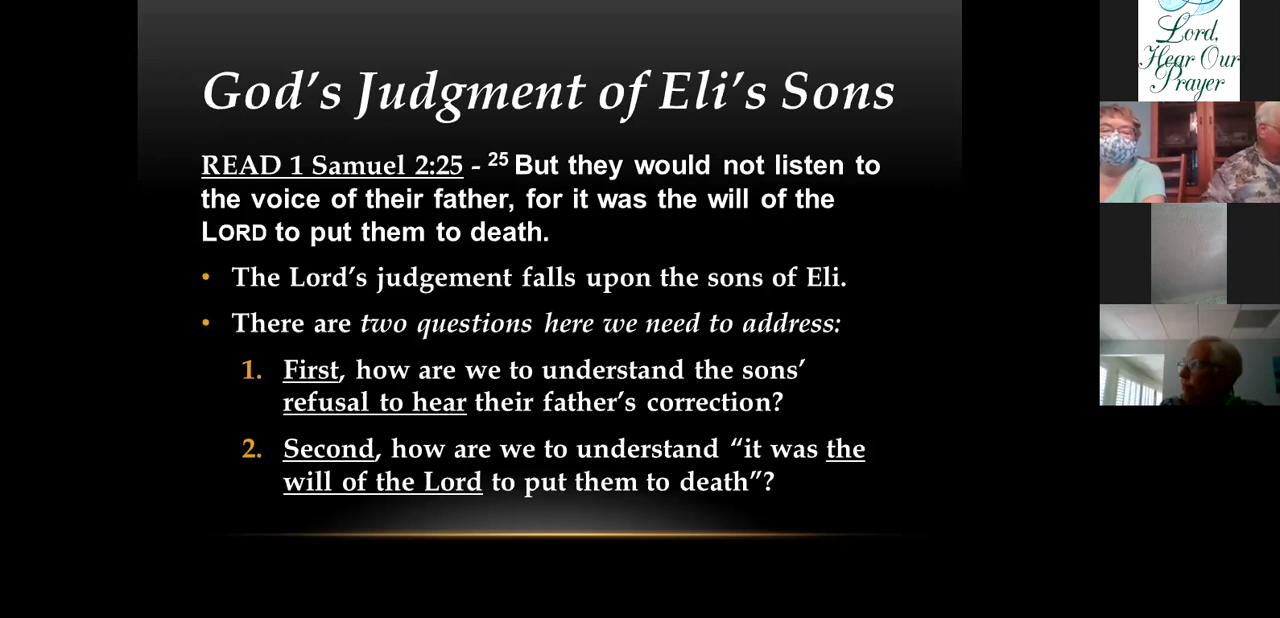 God's Judgment of Eli's Sons
READ 1 Samuel 2:25 - 25 But they would not listen to
the voice of their father, for it was the will of the
LORD to put them to death.
• The Lord's judgement falls upon the sons of Eli.
• There are two questions here we need to address:
1. First, how are we to understand the sons'
refusal to hear their father's correction?
2. Second, how are we to understand “it was the
will of the Lord to put them to death”?
Lord,
Hear Our
Prayer